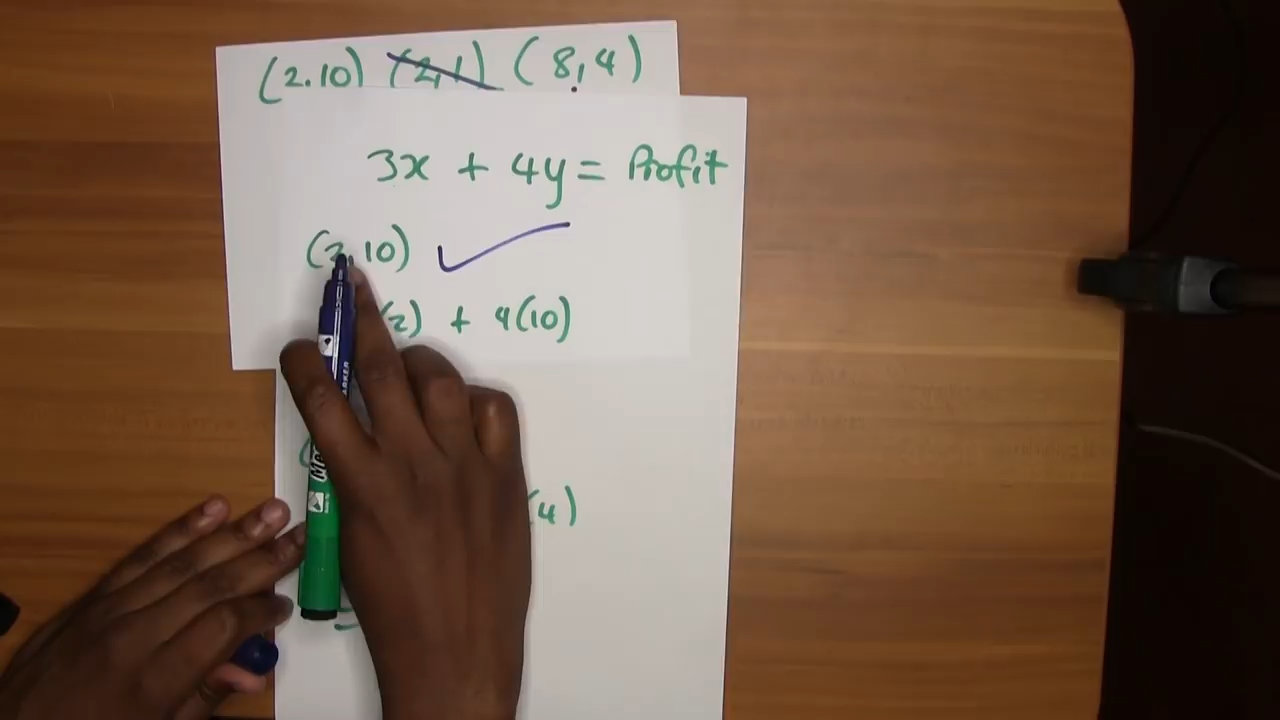 (2.10) (2,1) (8,4)
3x + 4y = Profit
(2,10)
(2) + 4(10)
(4)